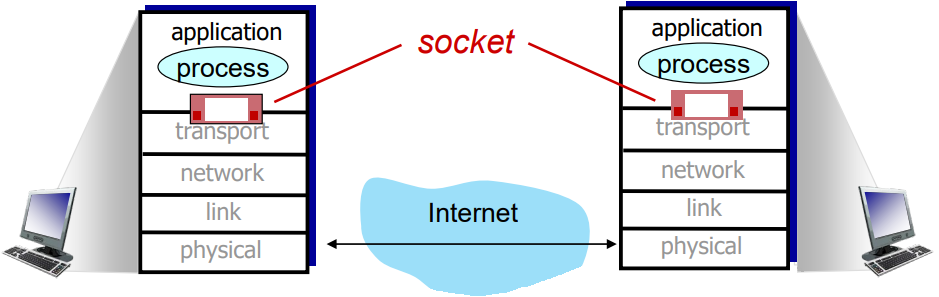 application
process
transport
network
link
physical
socket
Internet
application
process
transport
network
link
physical